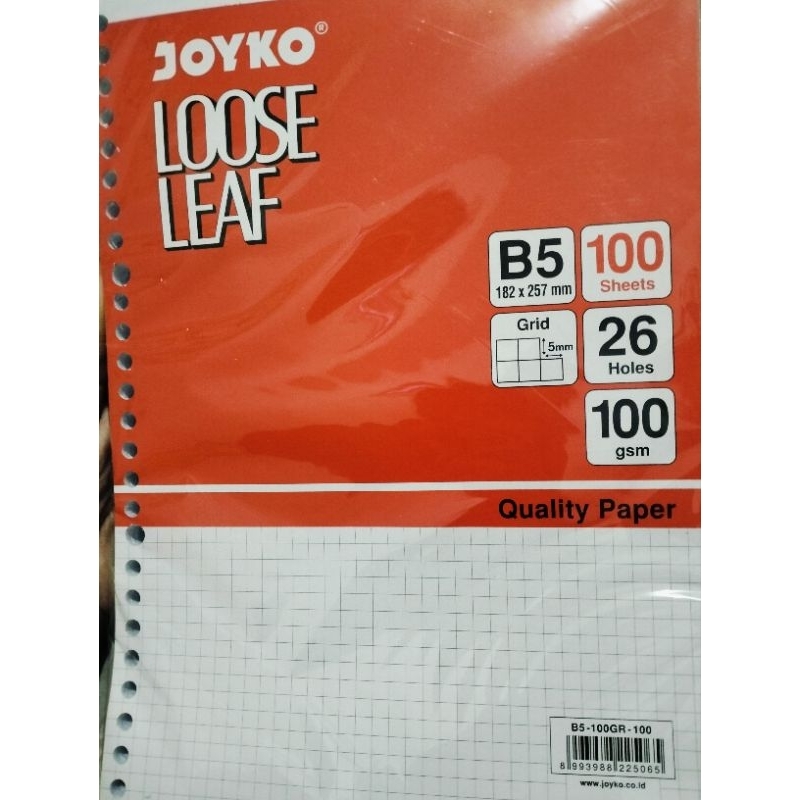 JOYKO®
LOOSE
LEAF
B5
182 x 257 mm
100
Sheets
Grid
5mm
26
Holes
100
gsm
Quality Paper
B5-100GR-100
8 993988 225065
www.joyko.co.id